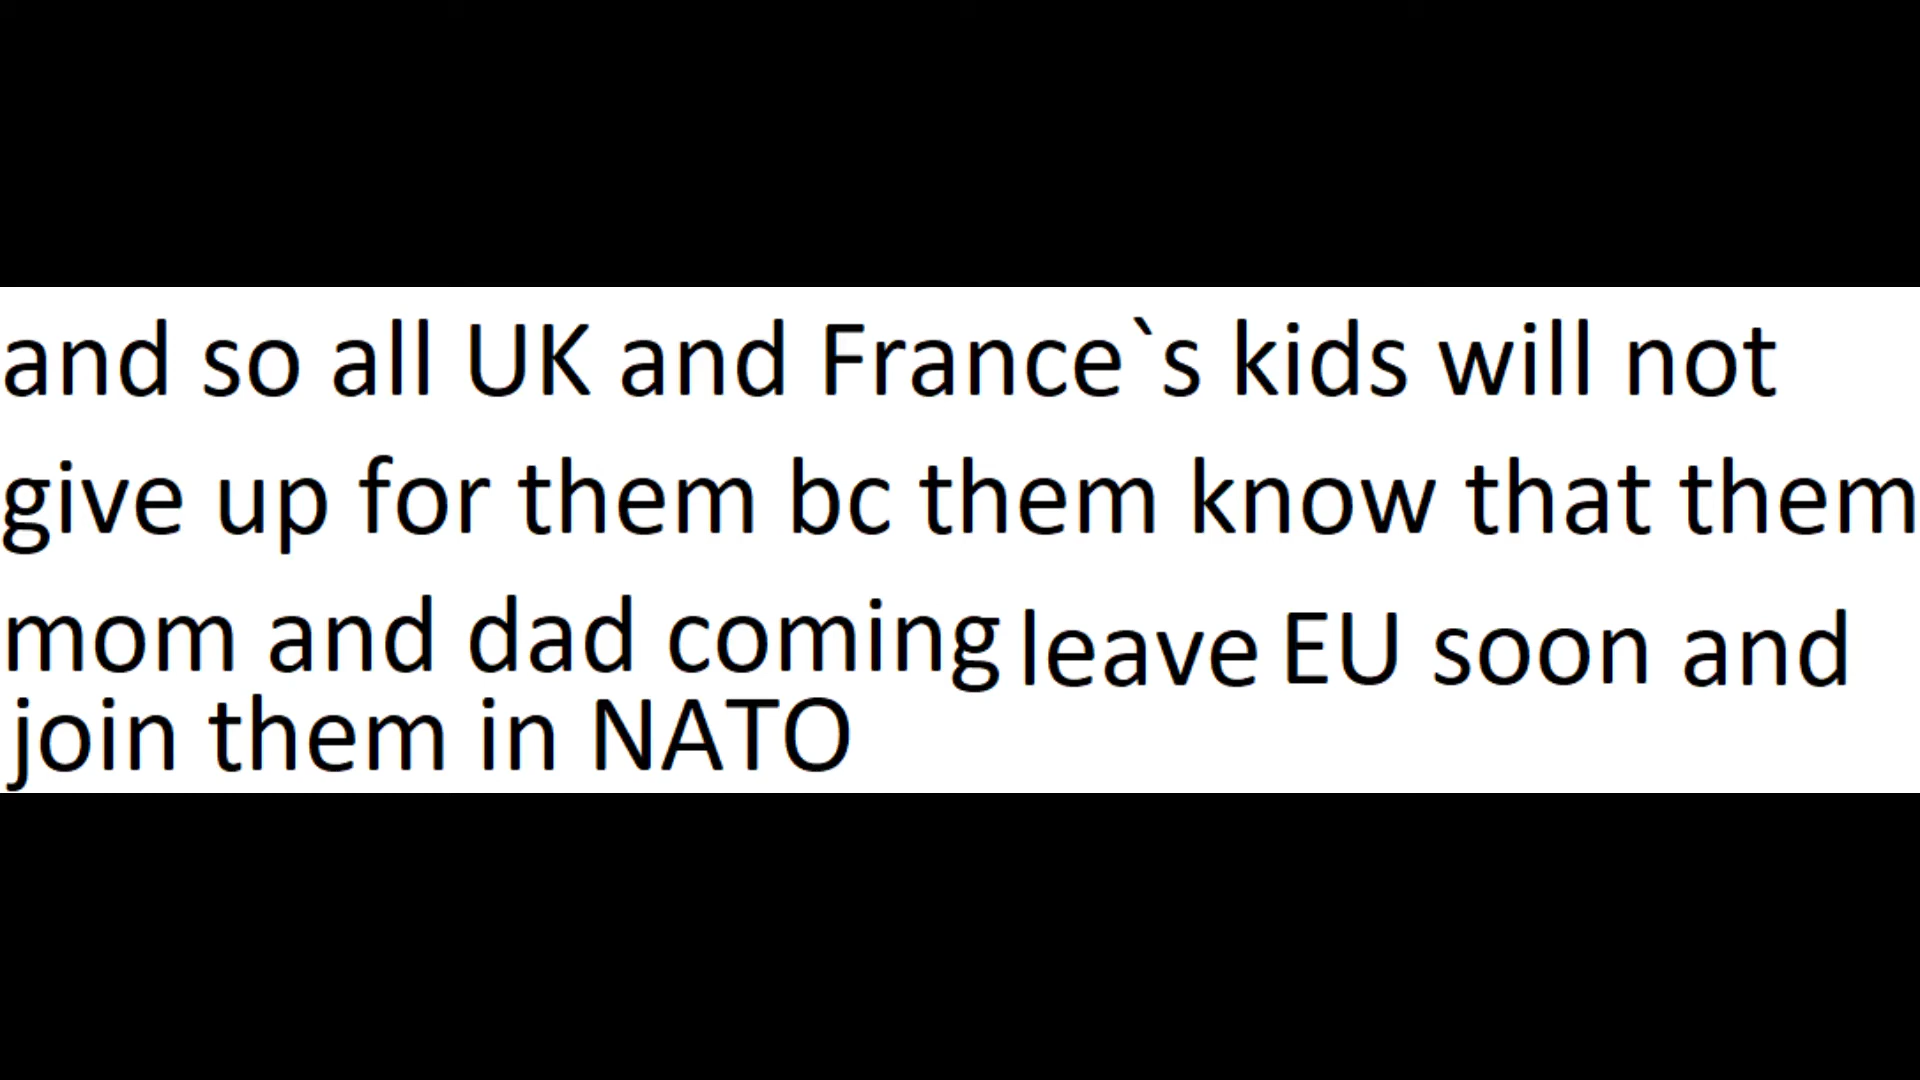 and so all UK and France`s kids will not
give up for them bc them know that them
mom and dad coming leave EU soon and
join them in NATO